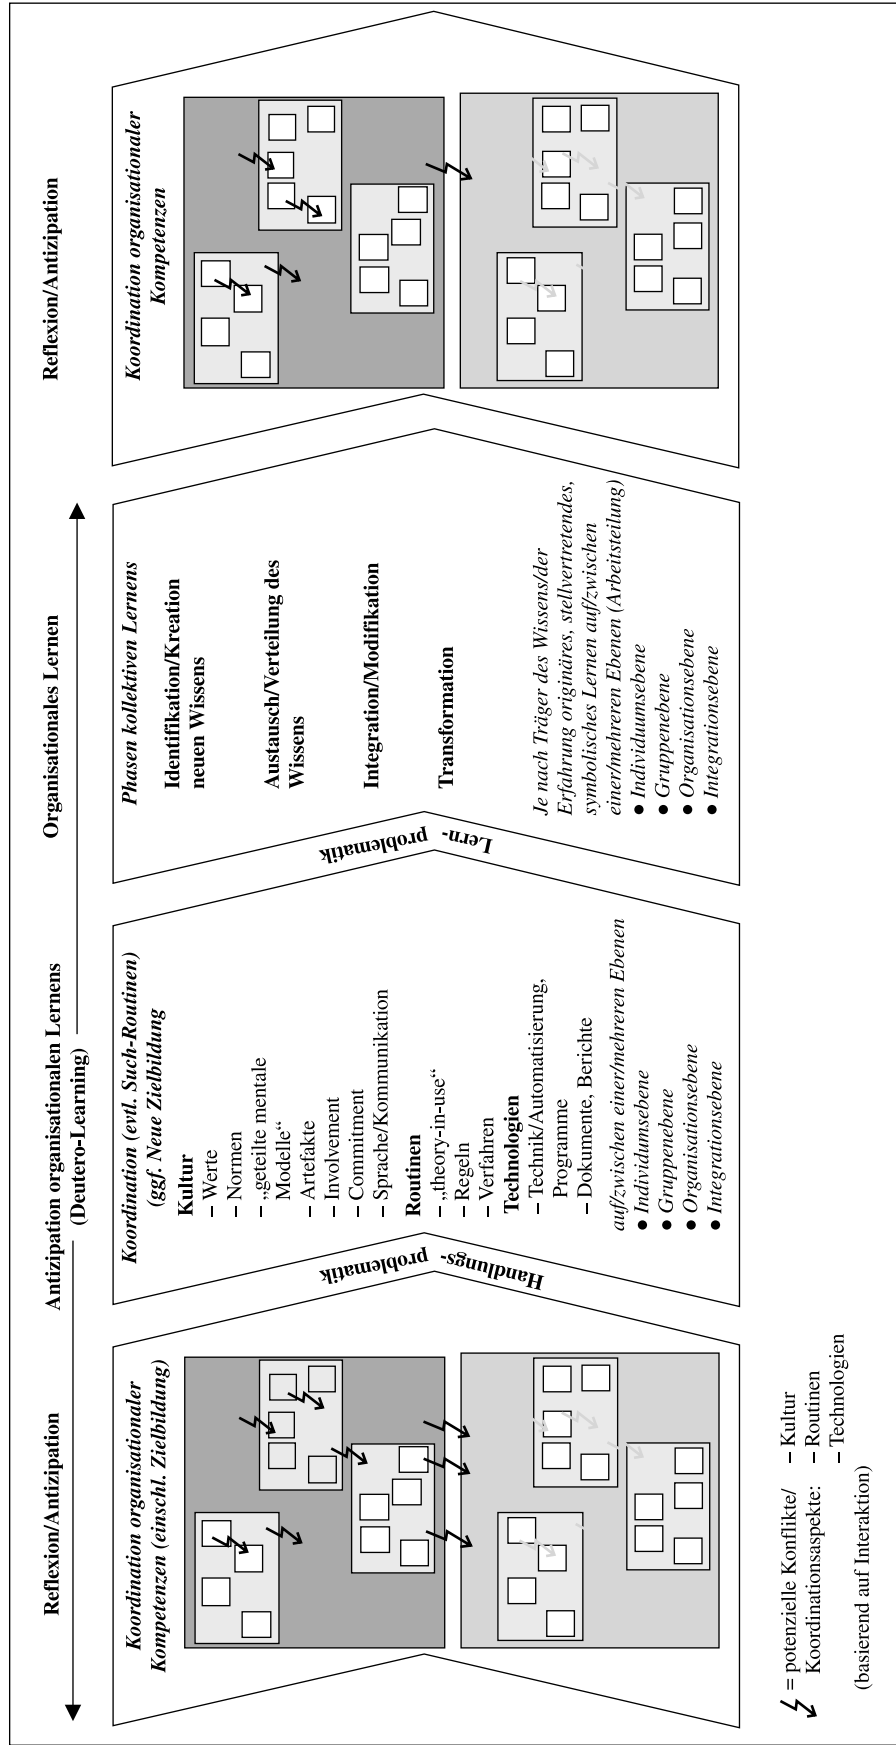 Reflexion/Antizipation
Antizipation organisationalen Lernens
(Deutero-Learning)
Organisationales Lernen
Reflexion/Antizipation
Koordination organisationaler
Kompetenzen (einschl. Zielbildung)
Handlungs-
problematik
Koordination (evtl. Such-Routinen)
(ggf. Neue Zielbildung
Kultur
– Werte
– Normen
– „geteilte mentale
Modelle“
– Artefakte
– Involvement
– Commitment
– Sprache/Kommunikation
Routinen
– „theory-in-use“
– Regeln
– Verfahren
Technologien
– Technik/Automatisierung,
Programme
– Dokumente, Berichte
auf/zwischen einer/mehreren Ebenen
● Individumsebene
● Gruppenebene
● Organisationsebene
● Integrationsebene
Lern-
problematik
Phasen kollektiven Lernens
Identifikation/Kreation
neuen Wissens
Austausch/Verteilung des
Wissens
Integration/Modifikation
Transformation
Je nach Träger des Wissens/der
Erfahrung originäres, stellvertretendes,
symbolisches Lernen auf/zwischen
einer/mehreren Ebenen (Arbeitsteilung)
● Individuumsebene
● Gruppenebene
● Organisationsebene
● Integrationsebene
Koordination organisationaler
Kompetenzen
= potenzielle Konflikte/
Koordinationsaspekte:
– Kultur
– Routinen
– Technologien
(basierend auf Interaktion)